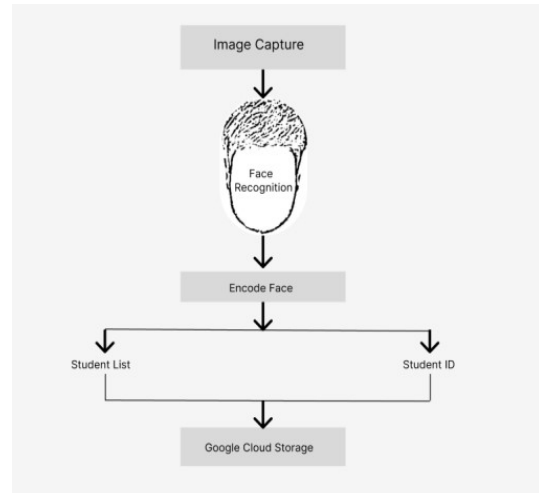 Image Capture
Face
Recognition
Encode Face
Student List
Student ID
Google Cloud Storage